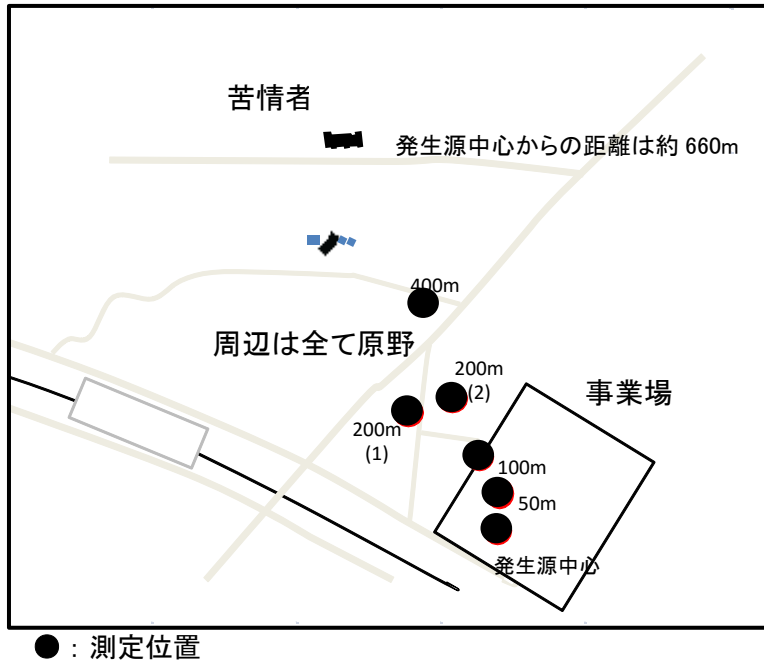 苦情者
発生源中心からの距離は約 660m
400m
周辺は全て原野
200m
(2)
事業場
200m
(1)
100m
50m
発生源中心
● : 測定位置